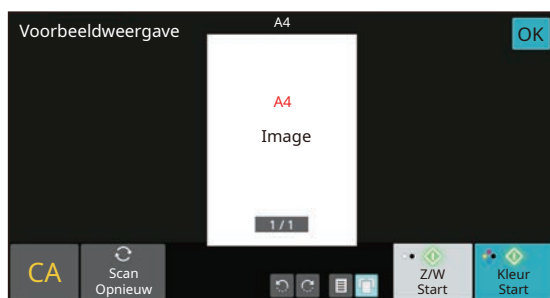 Voorbeeldweergave
A4
OK
A4
Image
1 / 1
CA
Scan
Opnieuw
Z/W
Start
Kleur
Start